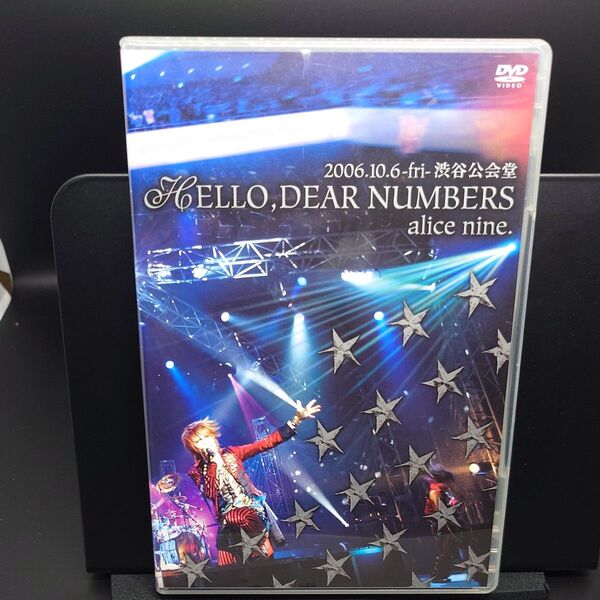 DVD
VIDEO
2006.10.6-fri-渋谷公会堂
HELLO,DEAR NUMBERS
alice nine.